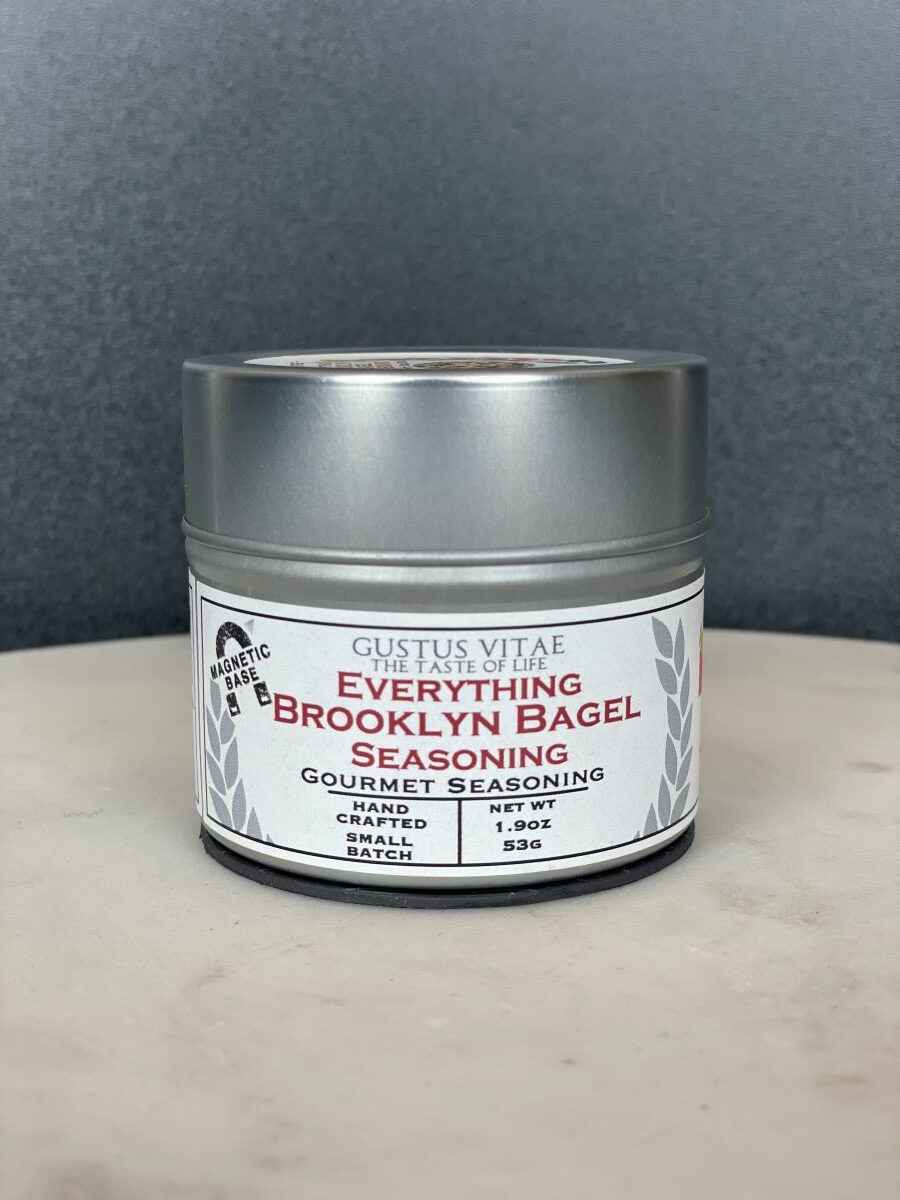 MAGNETIC
BASE
GUSTUS VITAE
THE TASTE OF LIFE
EVERYTHING
BROOKLYN BAGEL
SEASONING
GOURMET SEASONING
HAND
CRAFTED
SMALL
BATCH
NET WT
1.9OZ
53G